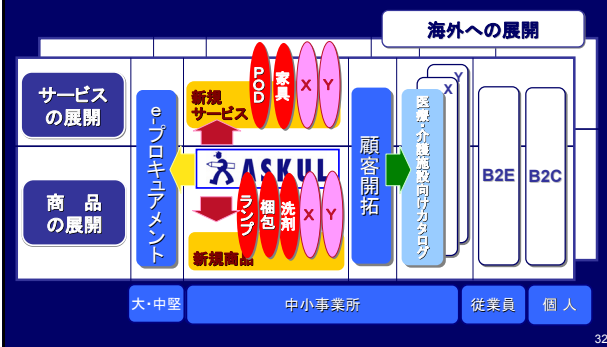 海外への展開
サービス
の展開
商 品
の展開
e-プロキュアメント
新規
サービス
POD
家具
X
Y
ASKUL
ランプ
梱包
洗剤
X
Y
新規商品
顧客開拓
医療・介護施設向けカタログ
X
Y
B2E
B2C
大・中堅
中小事業所
従業員
個 人
32